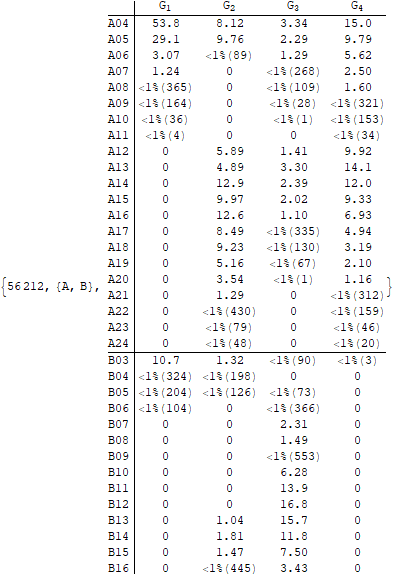 G1 G2 G3 G4
A04 53.8 8.12 3.34 15.0
A05 29.1 9.76 2.29 9.79
A06 3.07 <1%(89) 1.29 5.62
A07 1.24 0 <1%(268) 2.50
A08 <1%(365) 0 <1%(109) 1.60
A09 <1%(164) 0 <1%(28) <1%(321)
A10 <1%(36) 0 <1%(1) <1%(153)
A11 <1%(4) 0 0 <1%(34)
A12 0 5.89 1.41 9.92
A13 0 4.89 3.30 14.1
A14 0 12.9 2.39 12.0
A15 0 9.97 2.02 9.33
A16 0 12.6 1.10 6.93
A17 0 8.49 <1%(335) 4.94
A18 0 9.23 <1%(130) 3.19
A19 0 5.16 <1%(67) 2.10
{56212, {A, B}, A20 0 3.54 <1%(1) 1.16 }
A21 0 1.29 0 <1%(312)
A22 0 <1%(430) 0 <1%(159)
A23 0 <1%(79) 0 <1%(46)
A24 0 <1%(48) 0 <1%(20)
B03 10.7 1.32 <1%(90) <1%(3)
B04 <1%(324) <1%(198) 0 0
B05 <1%(204) <1%(126) <1%(73) 0
B06 <1%(104) 0 <1%(366) 0
B07 0 0 2.31 0
B08 0 0 1.49 0
B09 0 0 <1%(553) 0
B10 0 0 6.28 0
B11 0 0 13.9 0
B12 0 0 16.8 0
B13 0 1.04 15.7 0
B14 0 1.81 11.8 0
B15 0 1.47 7.50 0
B16 0 <1%(445) 3.43 0